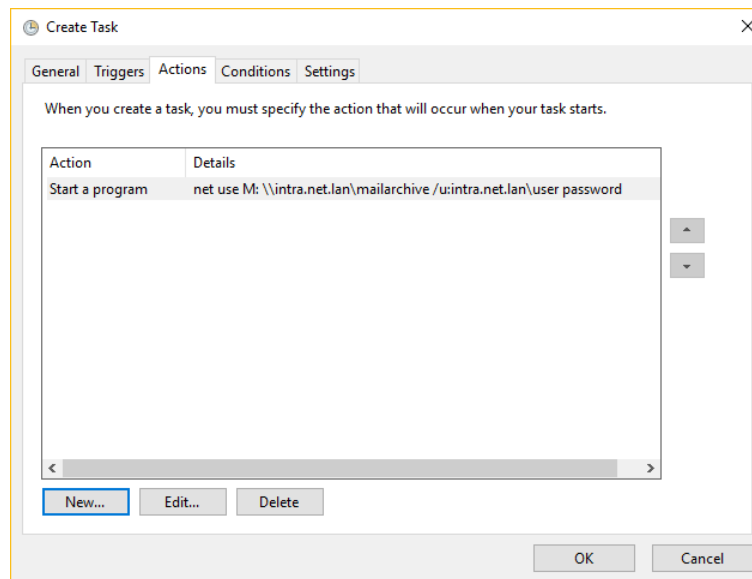 Create Task
General Triggers Actions Conditions Settings
When you create a task, you must specify the action that will occur when your task starts.
Action Details
Start a program net use M: \\intra.net.lan\mailarchive /u:intra.net.lan\user password
New... Edit... Delete
OK Cancel